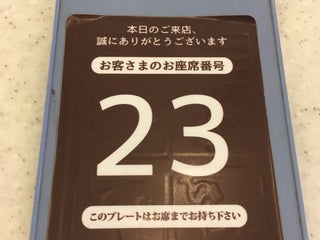 本日のご来店、
誠にありがとうございます
お客さまのお座席番号
23
このプレートはお席までお持ち下さい